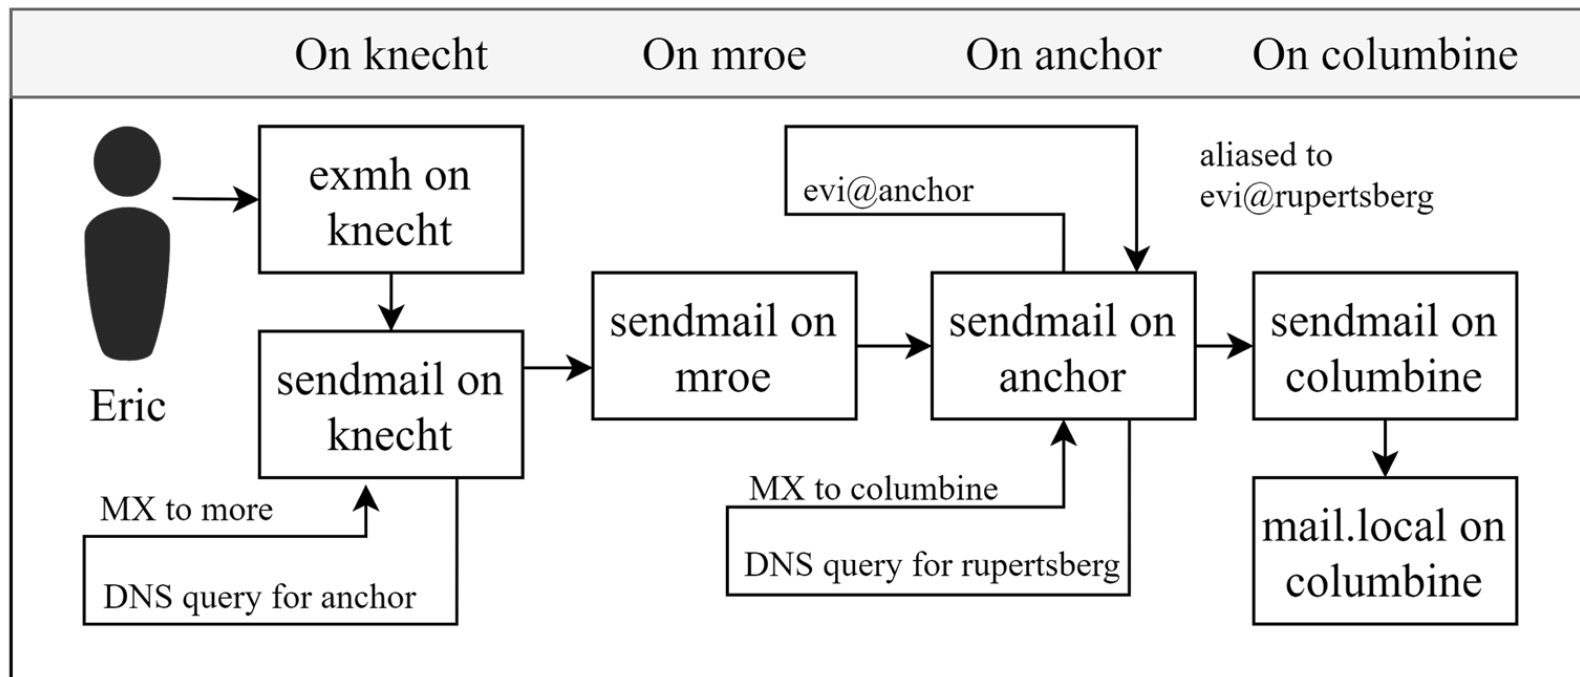 On knecht
On mroe
On anchor
On columbine
exmh on
knecht
evi@anchor
aliased to
evi@rupertsberg
Eric
sendmail on
knecht
sendmail on
mroe
sendmail on
anchor
sendmail on
columbine
MX to more
DNS query for anchor
MX to columbine
DNS query for rupertsberg
mail.local on
columbine